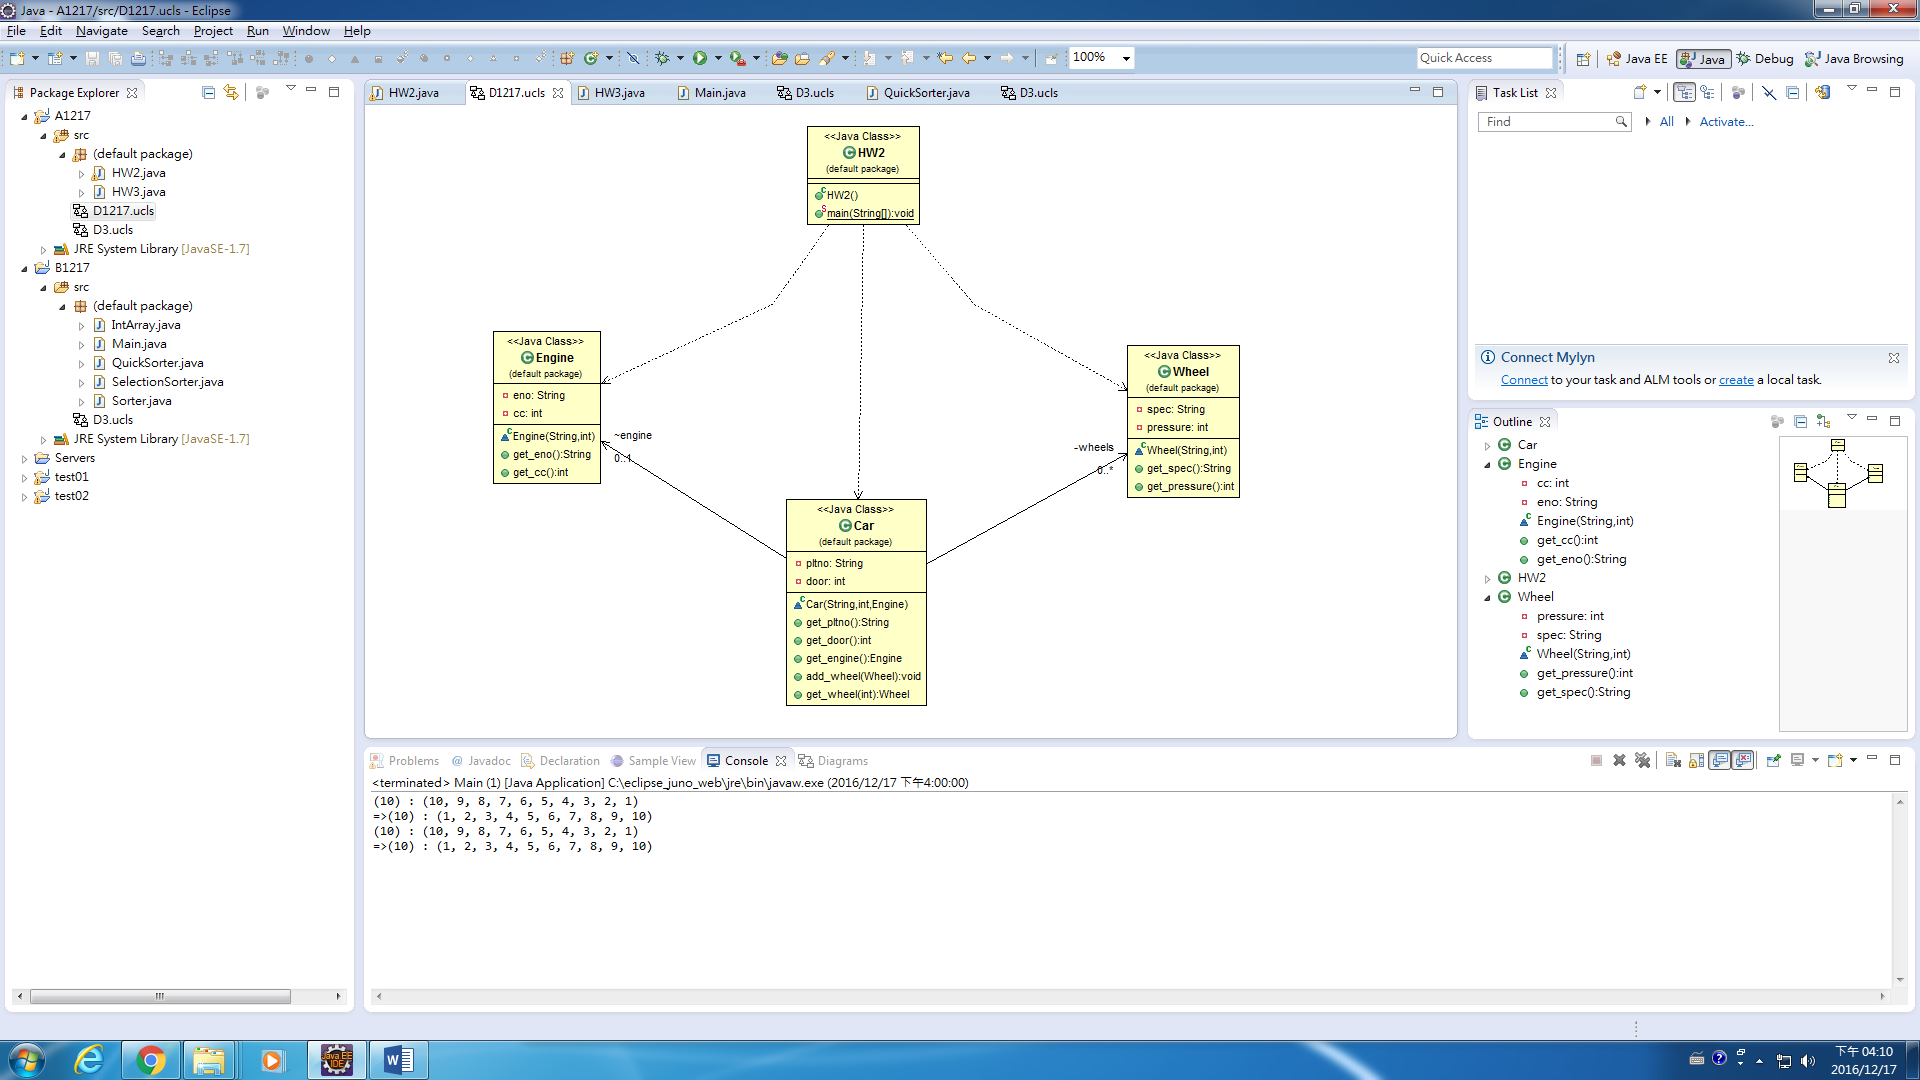 Java - A1217/src/D1217.ucls - Eclipse
File Edit Navigate Search Project Run Window Help
100%
Quick Access
Java EE
Java
Debug
Java Browsing
Package Explorer
A1217
src
(default package)
HW2.java
HW3.java
D1217.ucls
D3.ucls
JRE System Library [JavaSE-1.7]
B1217
src
(default package)
IntArray.java
Main.java
QuickSorter.java
SelectionSorter.java
Sorter.java
D3.ucls
JRE System Library [JavaSE-1.7]
Servers
test01
test02
HW2.java
D1217.ucls
HW3.java
Main.java
D3.ucls
QuickSorter.java
D3.ucls
<<Java Class>>
HW2
(default package)
HW2()
main(String[]):void
<<Java Class>>
Engine
(default package)
eno: String
cc: int
Engine(String,int)
get_eno():String
get_cc():int
~engine
0..1
<<Java Class>>
Wheel
(default package)
spec: String
pressure: int
Wheel(String,int)
get_spec():String
get_pressure():int
-wheels
0..*
<<Java Class>>
Car
(default package)
pltno: String
door: int
Car(String,int,Engine)
get_pltno():String
get_door():int
get_engine():Engine
add_wheel(Wheel):void
get_wheel(int):Wheel
Task List
Find
All
Activate...
Connect Mylyn
Connect to your task and ALM tools or create a local task.
Outline
Car
Engine
cc: int
eno: String
Engine(String,int)
get_cc():int
get_eno():String
HW2
Wheel
pressure: int
spec: String
Wheel(String,int)
get_pressure():int
get_spec():String
Problems
@ Javadoc
Declaration
Sample View
Console
Diagrams
<terminated> Main (1) [Java Application] C:\eclipse_juno_web\jre\bin\javaw.exe (2016/12/17 下午4:00:00)
(10) : (10, 9, 8, 7, 6, 5, 4, 3, 2, 1)
=>(10) : (1, 2, 3, 4, 5, 6, 7, 8, 9, 10)
(10) : (10, 9, 8, 7, 6, 5, 4, 3, 2, 1)
=>(10) : (1, 2, 3, 4, 5, 6, 7, 8, 9, 10)
Java EE
IDE
下午 04:10
2016/12/17